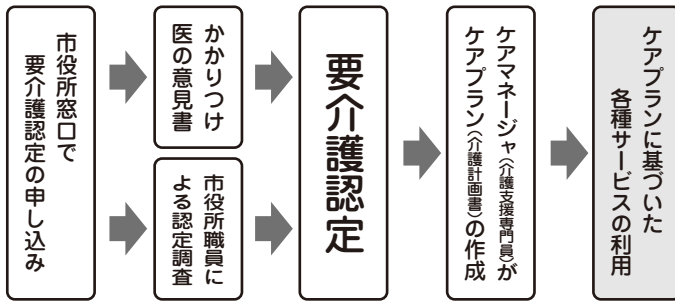 市役所窓口で
要介護認定の申し込み
かかりつけ
医の意見書
市役所職員に
よる認定調査
要介護認定
ケアマネージャ（介護支援専門員）が
ケアプラン（介護計画書）の作成
ケアプランに基づいた
各種サービスの利用